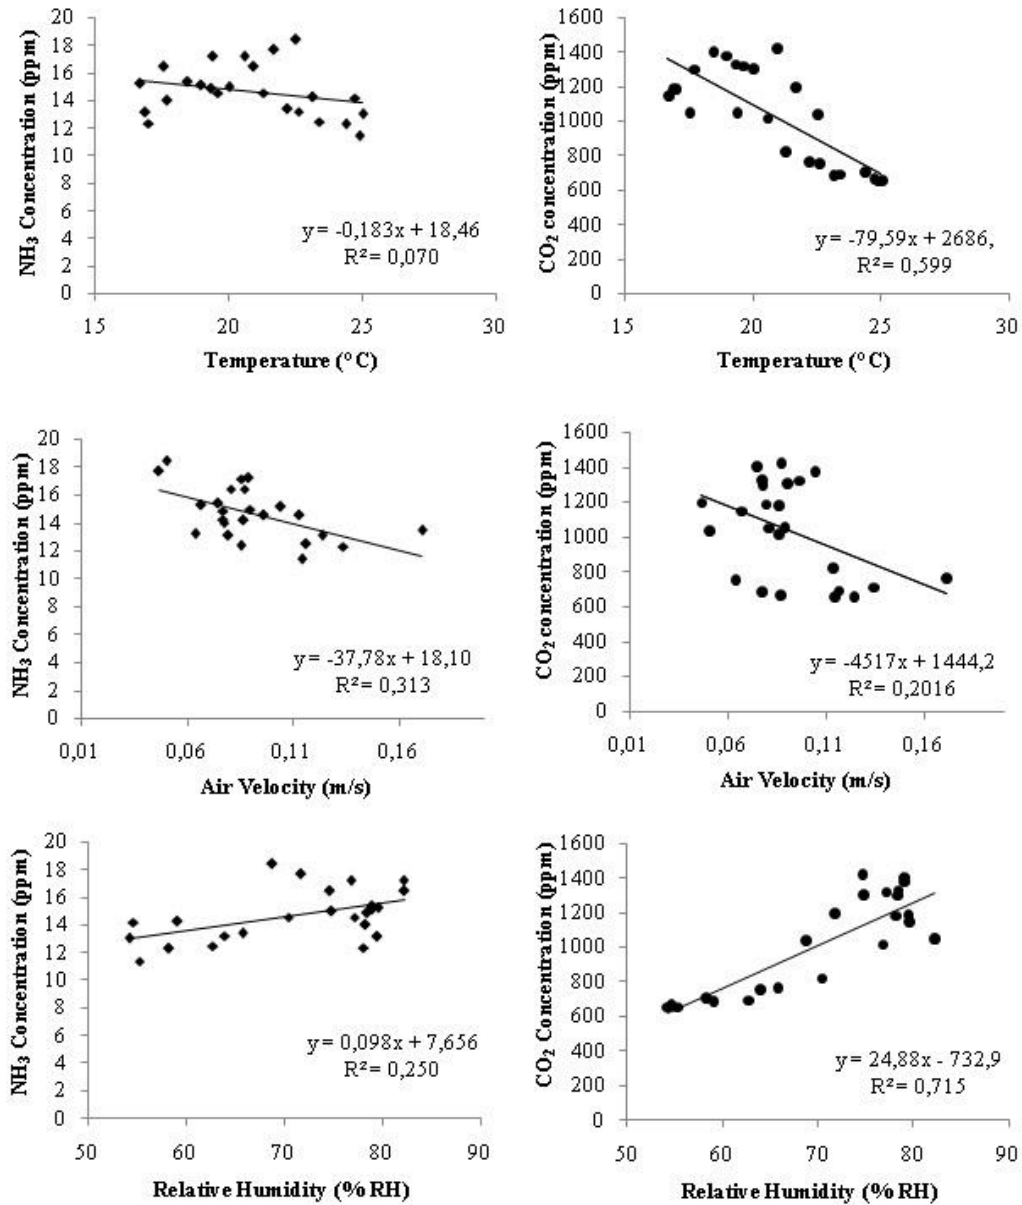 20
18
16
14
12
10
8
6
4
2
0
NH₃ Concentration (ppm)
y = -0,183x + 18,46
R² = 0,070
15 20 25 30
Temperature (°C)
1600
1400
1200
1000
800
600
400
200
0
CO₂ concentration (ppm)
y = -79,59x + 2686,
R² = 0,599
15 20 25 30
Temperature (°C)
20
18
16
14
12
10
8
6
4
2
0
NH₃ Concentration (ppm)
y = -37,78x + 18,10
R² = 0,313
0,01 0,06 0,11 0,16
Air Velocity (m/s)
1600
1400
1200
1000
800
600
400
200
0
CO₂ concentration (ppm)
y = -4517x + 1444,2
R² = 0,2016
0,01 0,06 0,11 0,16
Air Velocity (m/s)
20
18
16
14
12
10
8
6
4
2
0
NH₃ Concentration (ppm)
y = 0,098x + 7,656
R² = 0,250
50 60 70 80 90
Relative Humidity (% RH)
1600
1400
1200
1000
800
600
400
200
0
CO₂ Concentration (ppm)
y = 24,88x - 732,9
R² = 0,715
50 60 70 80 90
Relative Humidity (% RH)